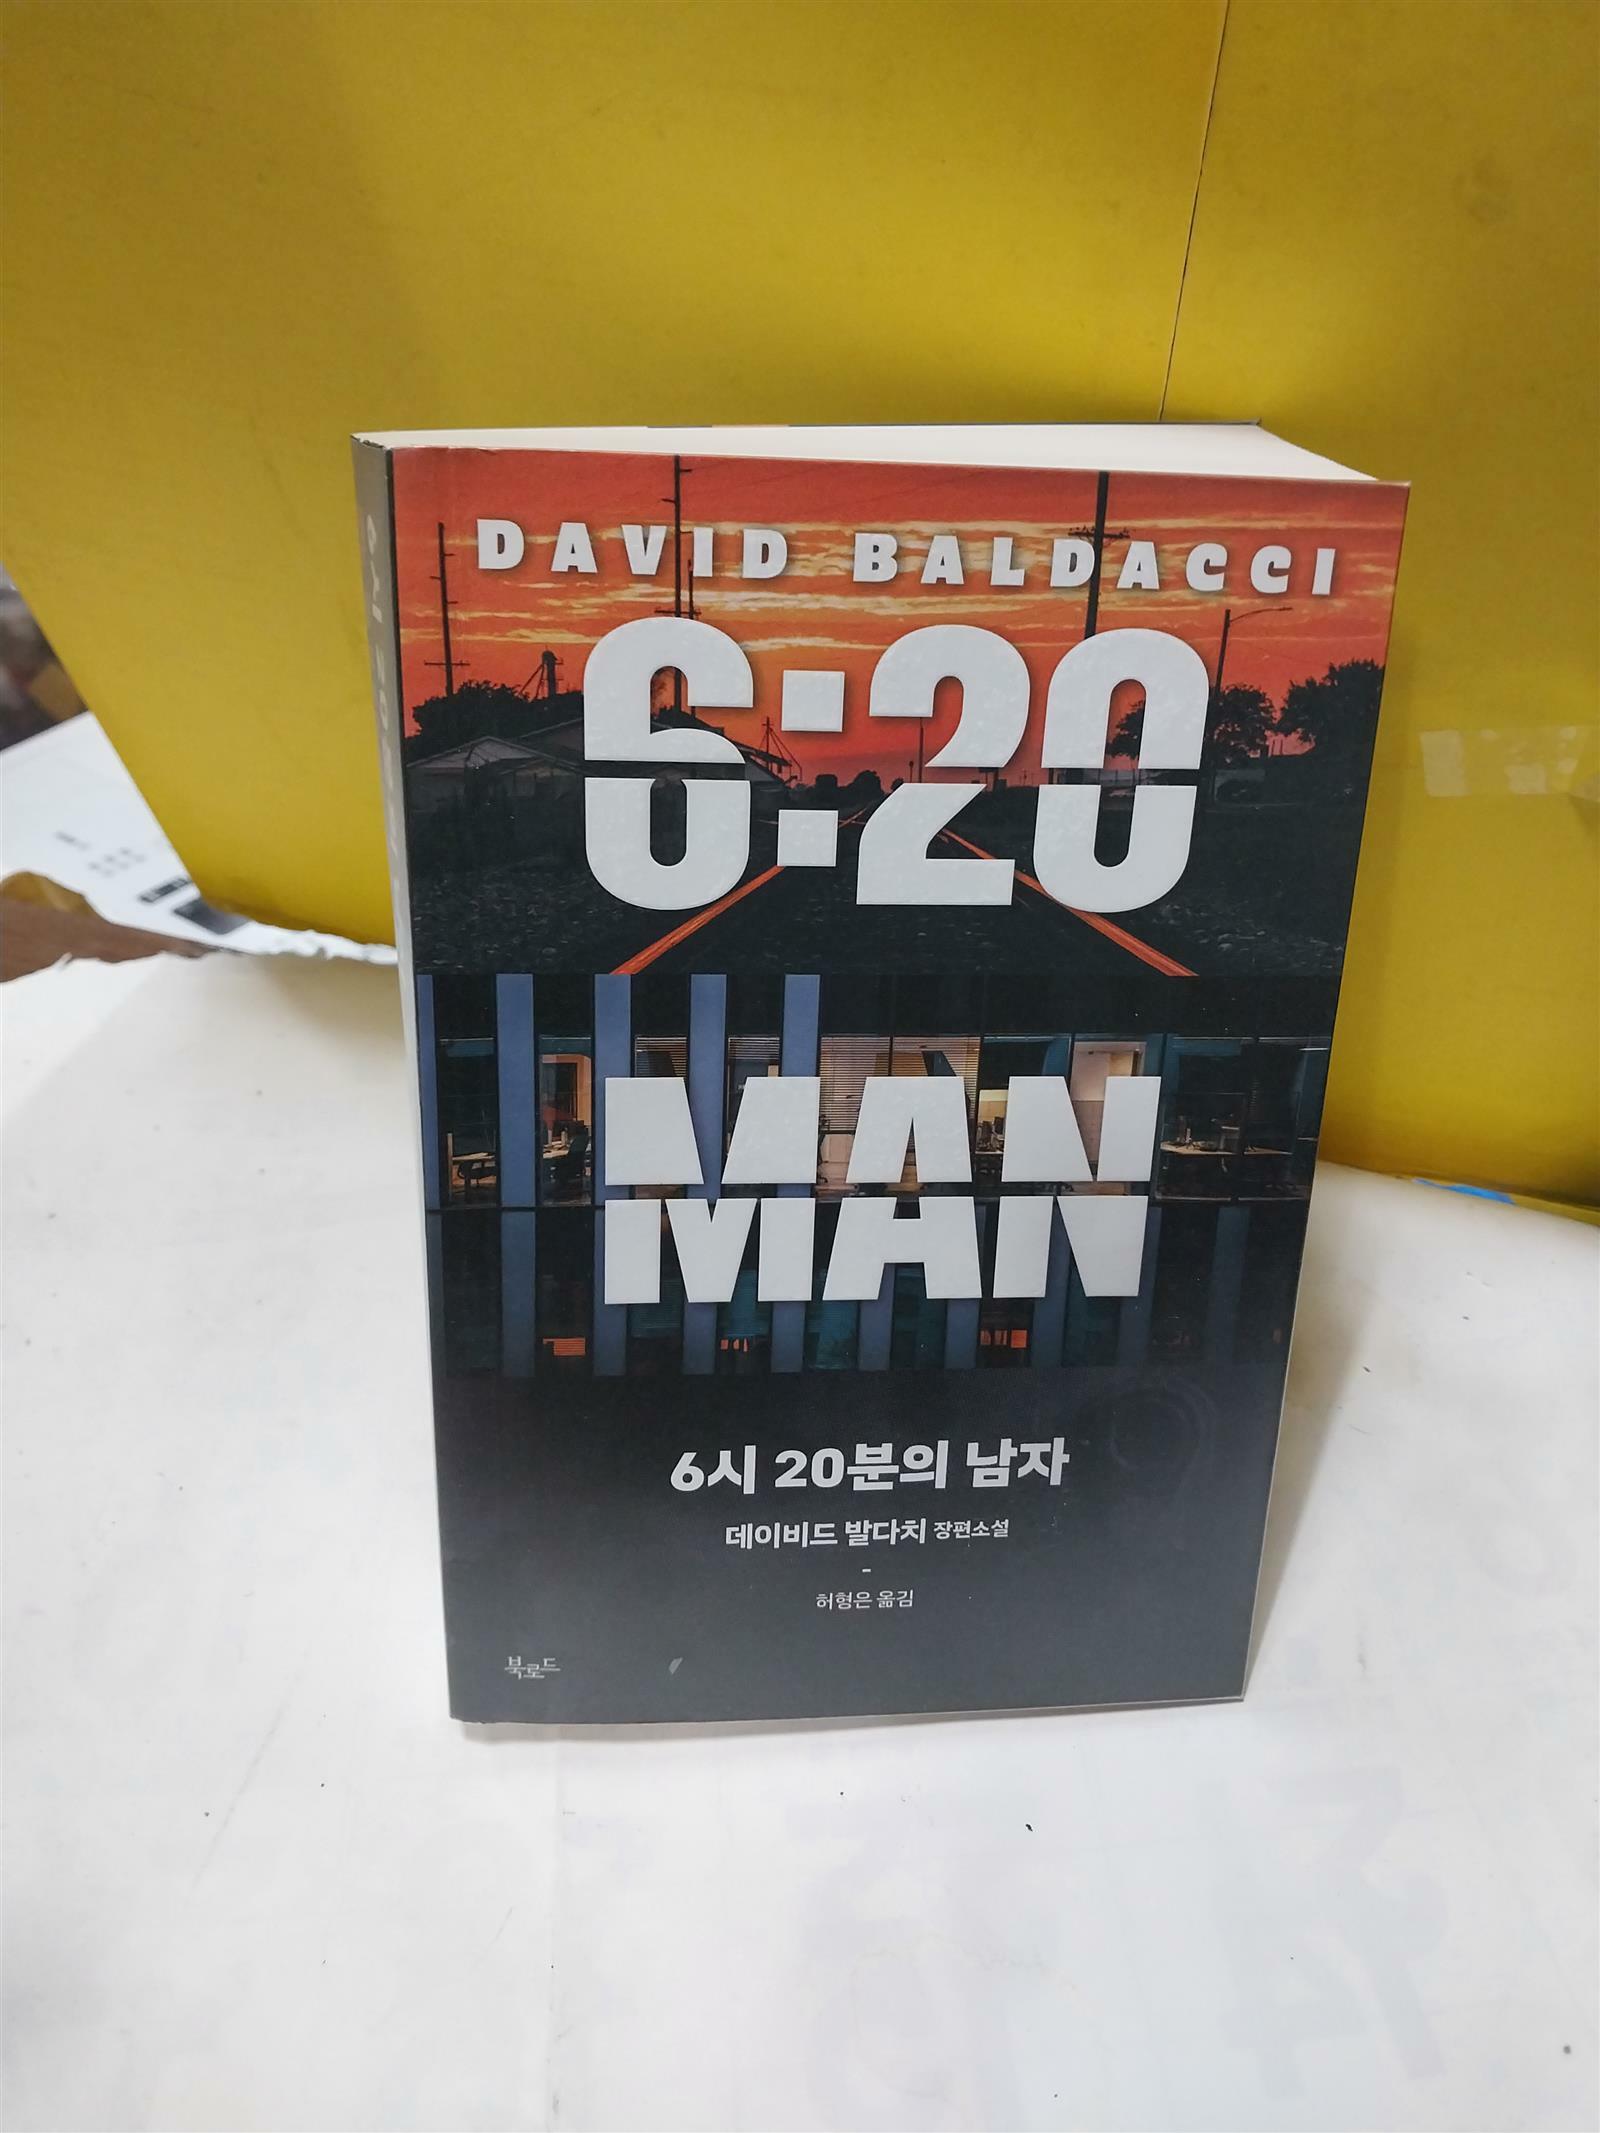 DAVID BALDACCI
6:20
MAN
6시 20분의 남자
데이비드 발다치 장편소설
-
허형은 옮김
북로드